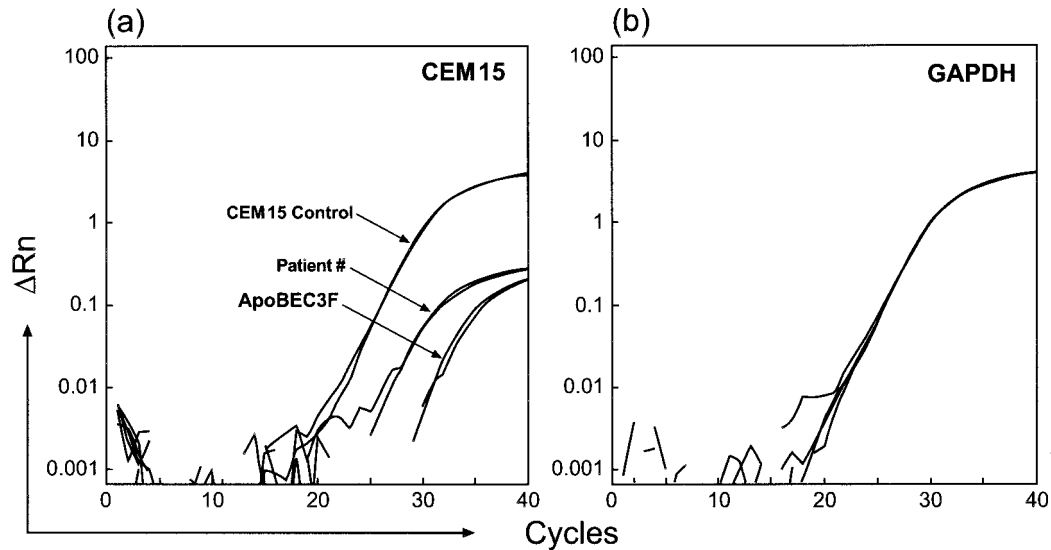 (a)
CEM15
100
10
1
0.1
0.01
0.001
CEM15 Control
Patient #
ApoBEC3F
0 10 20 30 40
(b)
GAPDH
100
10
1
0.1
0.01
0.001
0 10 20 30 40
ΔRn
Cycles